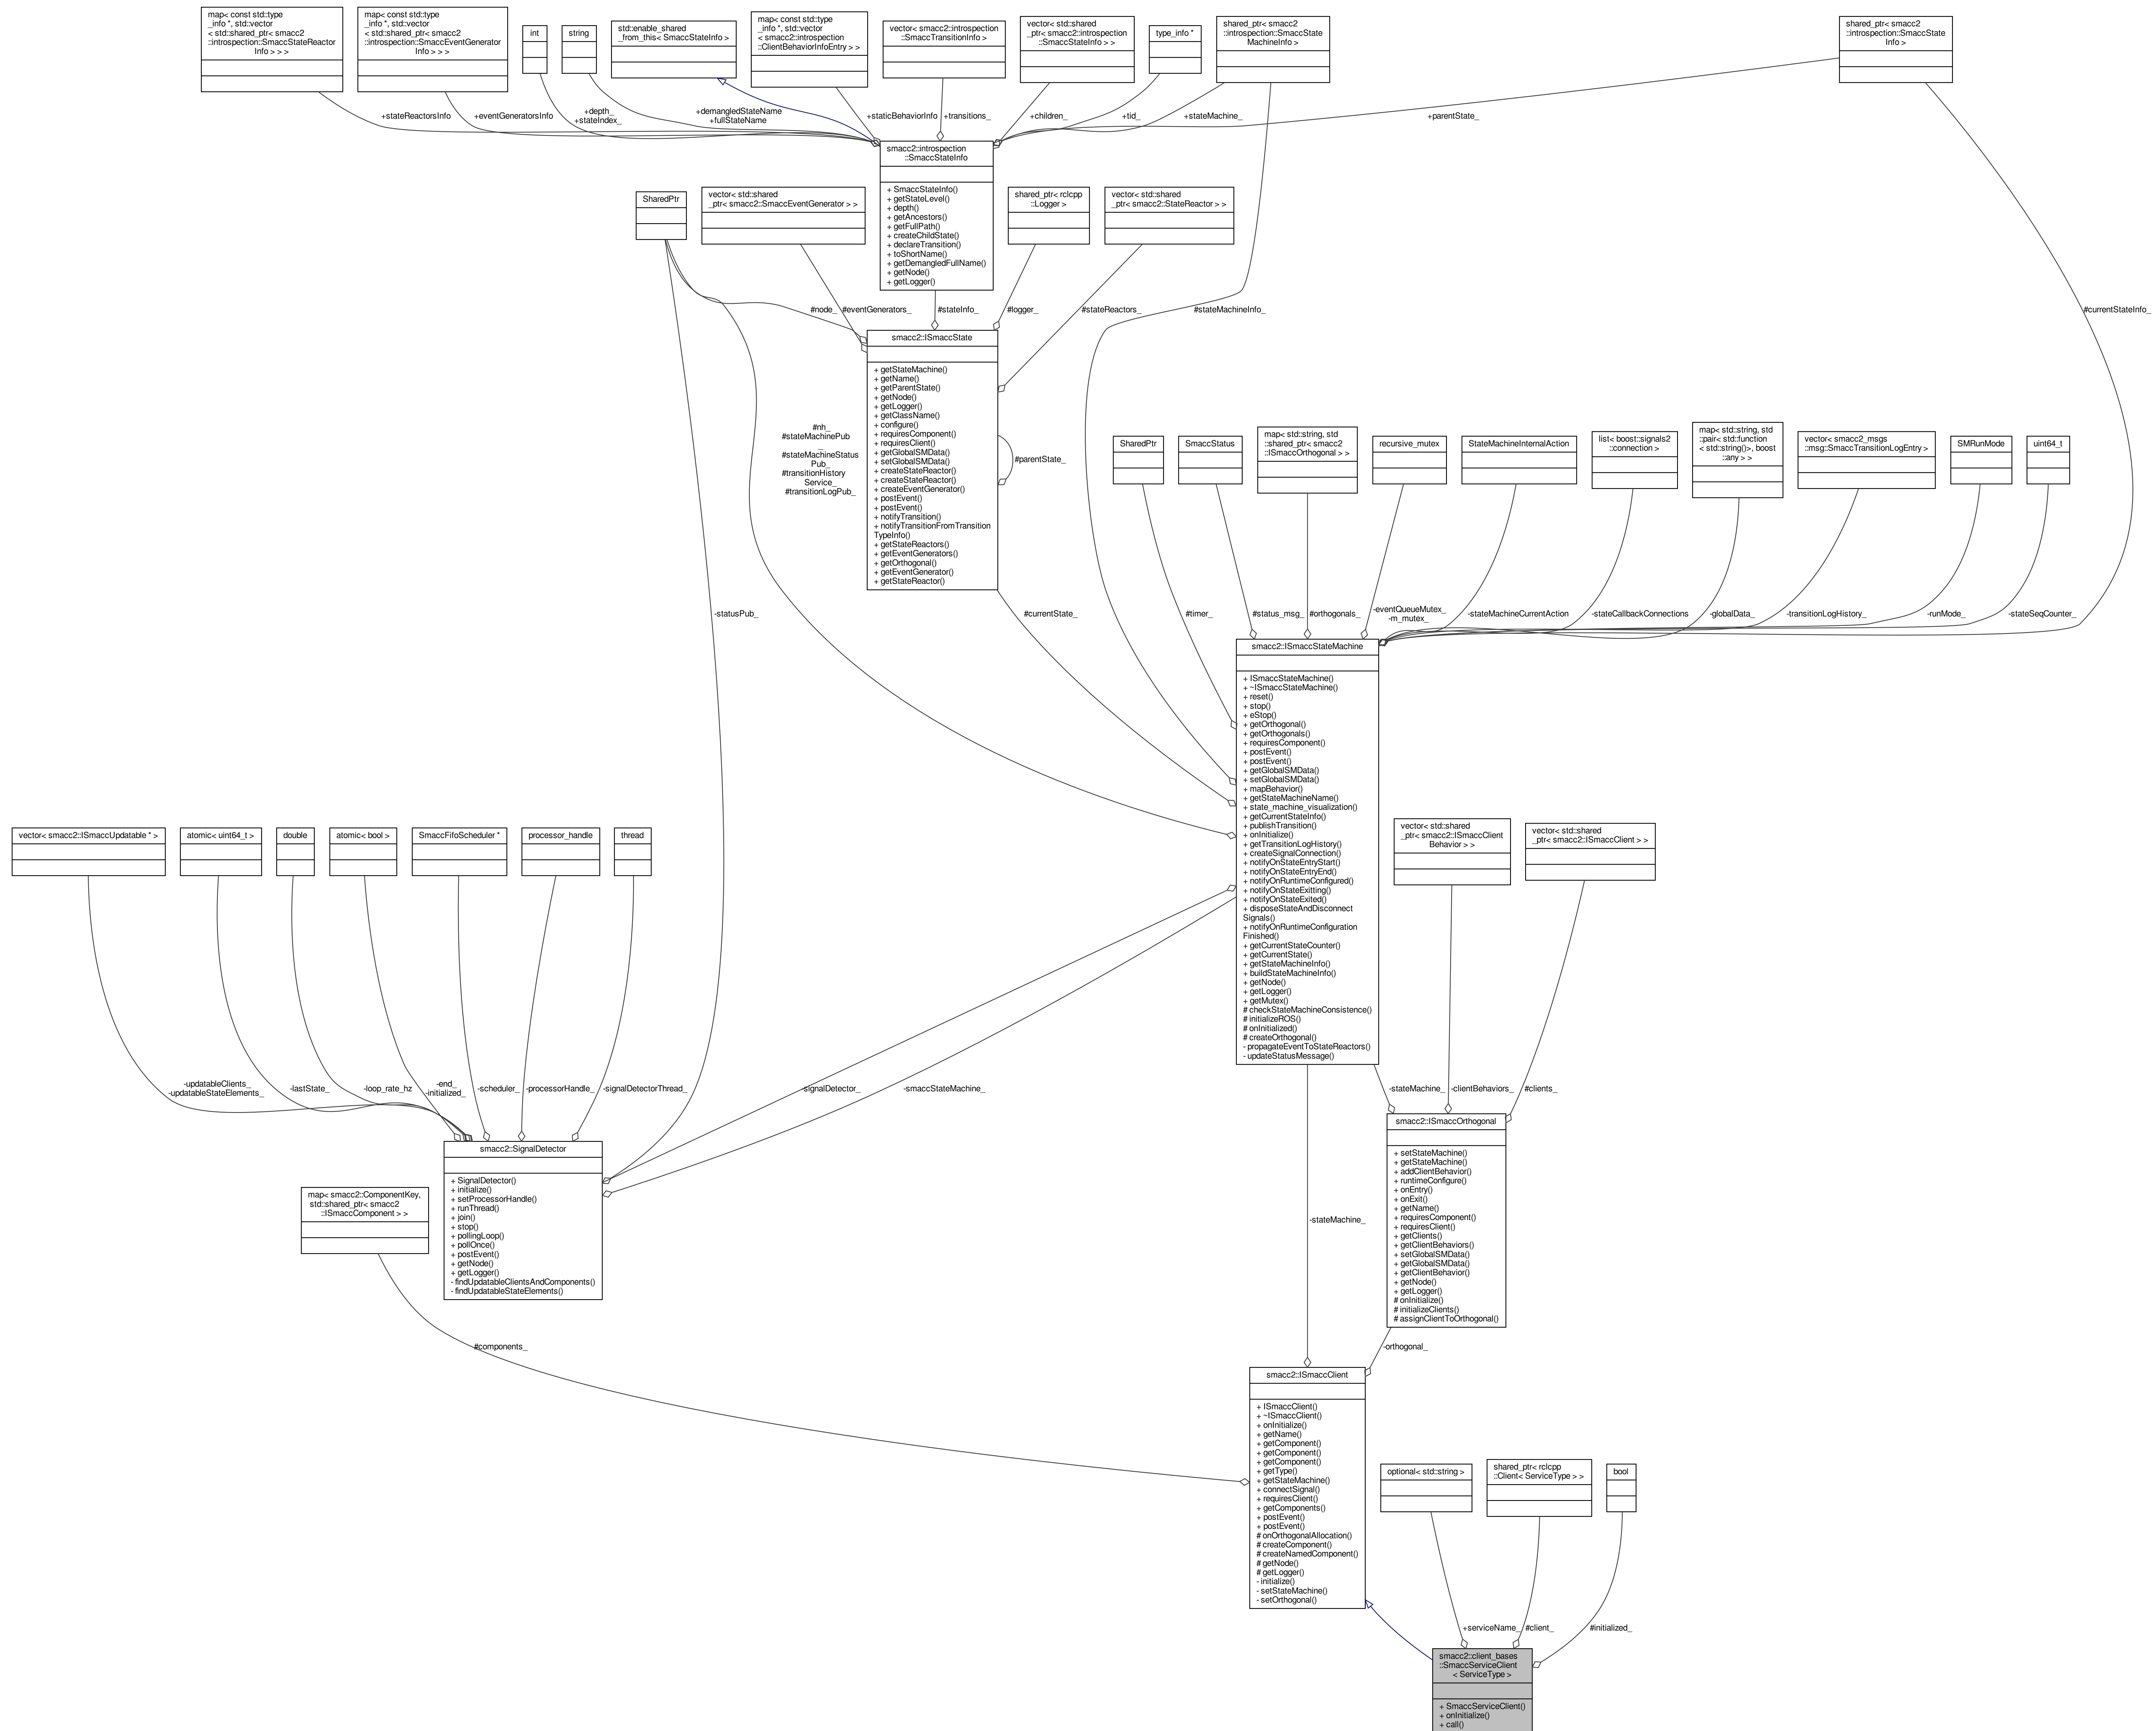 map< const std::type
_info *, std::vector
< std::shared_ptr< smacc2
::introspection::SmaccStateReactor
Info > > >
map< const std::type
_info *, std::vector
< std::shared_ptr< smacc2
::introspection::SmaccEventGenerator
Info > > >
int
string
std::enable_shared
_from_this< SmaccStateInfo >
map< const std::type
_info *, std::vector
< smacc2::introspection
::ClientBehaviorInfoEntry > >
vector< smacc2::introspection
::SmaccTransitionInfo >
vector< std::shared
_ptr< smacc2::introspection
::SmaccStateInfo > >
type_info *
shared_ptr< smacc2
::introspection::SmaccState
MachineInfo >
shared_ptr< smacc2
::introspection::SmaccState
Info >
+stateReactorsInfo
+eventGeneratorsInfo
+depth_
+stateIndex_
+demangledStateName
+fullStateName
+staticBehaviorInfo
+transitions_
+children_
+tid_
+stateMachine_
+parentState_
smacc2::introspection
::SmaccStateInfo
+ SmaccStateInfo()
+ getStateLevel()
+ depth()
+ getAncestors()
+ getFullPath()
+ createChildState()
+ declareTransition()
+ toShortName()
+ getDemangledFullName()
+ getNode()
+ getLogger()
SharedPtr
vector< std::shared
_ptr< smacc2::SmaccEventGenerator > >
shared_ptr< rclcpp
::Logger >
vector< std::shared
_ptr< smacc2::StateReactor > >
#node_
#eventGenerators_
#stateInfo_
#logger_
#stateReactors_
#stateMachineInfo_
#currentStateInfo_
smacc2::ISmaccState
+ getStateMachine()
+ getName()
+ getParentState()
+ getNode()
+ getLogger()
+ getClassName()
+ configure()
+ requiresComponent()
+ requiresClient()
+ getGlobalSMData()
+ setGlobalSMData()
+ createStateReactor()
+ createStateReactor()
+ createEventGenerator()
+ postEvent()
+ postEvent()
+ notifyTransition()
+ notifyTransitionFromTransition
TypeInfo()
+ getStateReactors()
+ getEventGenerators()
+ getOrthogonal()
+ getEventGenerator()
+ getStateReactor()
#parentState_
#nh_
#stateMachinePub
_
#stateMachineStatus
Pub_
#transitionHistory
Service_
#transitionLogPub_
SharedPtr
SmaccStatus
map< std::string, std
::shared_ptr< smacc2
::ISmaccOrthogonal > >
recursive_mutex
StateMachineInternalAction
list< boost::signals2
::connection >
map< std::string, std
::pair< std::function
< std::string()>, boost
::any > >
vector< smacc2_msgs
::msg::SmaccTransitionLogEntry >
SMRunMode
uint64_t
-statusPub_
#currentState_
#timer_
#status_msg_
#orthogonals_
-eventQueueMutex_
-m_mutex_
-stateMachineCurrentAction
-stateCallbackConnections
-globalData_
-transitionLogHistory_
-runMode_
-stateSeqCounter_
smacc2::ISmaccStateMachine
+ ISmaccStateMachine()
+ ~ISmaccStateMachine()
+ reset()
+ stop()
+ eStop()
+ getOrthogonal()
+ getOrthogonals()
+ requiresComponent()
+ postEvent()
+ postEvent()
+ getGlobalSMData()
+ setGlobalSMData()
+ mapBehavior()
+ getStateMachineName()
+ state_machine_visualization()
+ getCurrentStateInfo()
+ publishTransition()
+ onInitialize()
+ getTransitionLogHistory()
+ createSignalConnection()
+ notifyOnStateEntryStart()
+ notifyOnStateEntryEnd()
+ notifyOnRuntimeConfigured()
+ notifyOnStateExitting()
+ notifyOnStateExited()
+ disposeStateAndDisconnect
Signals()
+ notifyOnRuntimeConfiguration
Finished()
+ getCurrentStateCounter()
+ getCurrentState()
+ getStateMachineInfo()
+ buildStateMachineInfo()
+ getNode()
+ getLogger()
+ getMutex()
# checkStateMachineConsistence()
# initializeROS()
# onInitialized()
# createOrthogonal()
- propagateEventToStateReactors()
- updateStatusMessage()
vector< smacc2::ISmaccUpdatable * >
atomic< uint64_t >
double
atomic< bool >
SmaccFifoScheduler *
processor_handle
thread
vector< std::shared
_ptr< smacc2::ISmaccClient
Behavior > >
vector< std::shared
_ptr< smacc2::ISmaccClient > >
-updatableClients_
-updatableStateElements_
-lastState_
-loop_rate_hz
-end_
-initialized_
-scheduler_
-processorHandle_
-signalDetectorThread_
-signalDetector_
-smaccStateMachine_
-stateMachine_
-clientBehaviors_
#clients_
smacc2::SignalDetector
+ SignalDetector()
+ initialize()
+ setProcessorHandle()
+ runThread()
+ join()
+ stop()
+ pollingLoop()
+ pollOnce()
+ postEvent()
+ getNode()
+ getLogger()
- findUpdatableClientsAndComponents()
- findUpdatableStateElements()
smacc2::ISmaccOrthogonal
+ setStateMachine()
+ getStateMachine()
+ addClientBehavior()
+ runtimeConfigure()
+ onEntry()
+ onExit()
+ getName()
+ requiresComponent()
+ requiresClient()
+ getClients()
+ getClientBehaviors()
+ setGlobalSMData()
+ getGlobalSMData()
+ getClientBehavior()
+ getNode()
+ getLogger()
# onInitialize()
# initializeClients()
# assignClientToOrthogonal()
map< smacc2::ComponentKey,
std::shared_ptr< smacc2
::ISmaccComponent > >
-stateMachine_
#components_
-orthogonal_
smacc2::ISmaccClient
+ ISmaccClient()
+ ~ISmaccClient()
+ onInitialize()
+ getName()
+ getComponent()
+ getComponent()
+ getComponent()
+ getType()
+ getStateMachine()
+ connectSignal()
+ requiresClient()
+ getComponents()
+ postEvent()
+ postEvent()
# onOrthogonalAllocation()
# createComponent()
# createNamedComponent()
# getNode()
# getLogger()
- initialize()
- setStateMachine()
- setOrthogonal()
optional< std::string >
shared_ptr< rclcpp
::Client< ServiceType > >
bool
+serviceName_
#client_
#initialized_
smacc2::client_bases
::SmaccServiceClient
< ServiceType >
+ SmaccServiceClient()
+ onInitialize()
+ call()